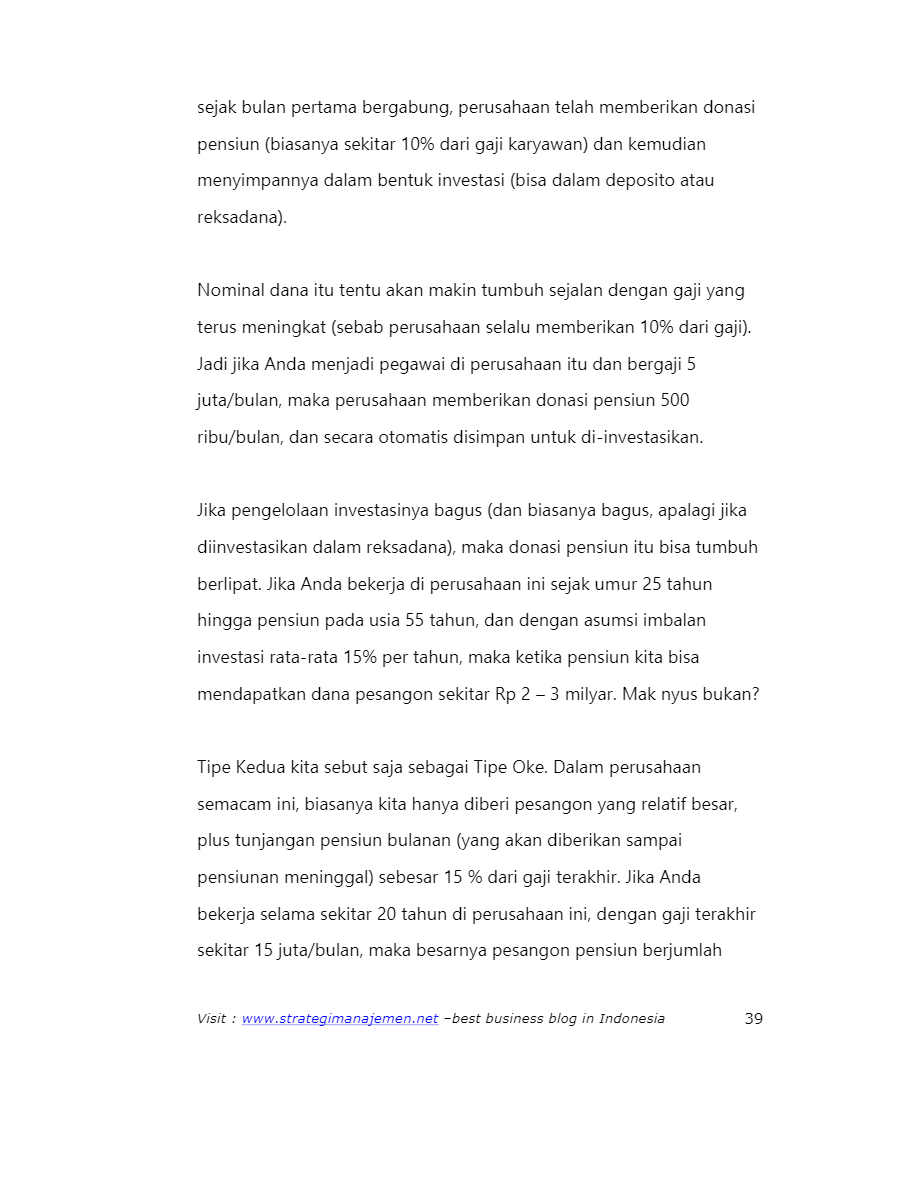 sejak bulan pertama bergabung, perusahaan telah memberikan donasi
pensiun (biasanya sekitar 10% dari gaji karyawan) dan kemudian
menyimpannya dalam bentuk investasi (bisa dalam deposito atau
reksadana).
Nominal dana itu tentu akan makin tumbuh sejalan dengan gaji yang
terus meningkat (sebab perusahaan selalu memberikan 10% dari gaji).
Jadi jika Anda menjadi pegawai di perusahaan itu dan bergaji 5
juta/bulan, maka perusahaan memberikan donasi pensiun 500
ribu/bulan, dan secara otomatis disimpan untuk di-investasikan.
Jika pengelolaan investasinya bagus (dan biasanya bagus, apalagi jika
diinvestasikan dalam reksadana), maka donasi pensiun itu bisa tumbuh
berlipat. Jika Anda bekerja di perusahaan ini sejak umur 25 tahun
hingga pensiun pada usia 55 tahun, dan dengan asumsi imbalan
investasi rata-rata 15% per tahun, maka ketika pensiun kita bisa
mendapatkan dana pesangon sekitar Rp 2 – 3 milyar. Mak nyus bukan?
Tipe Kedua kita sebut saja sebagai Tipe Oke. Dalam perusahaan
semacam ini, biasanya kita hanya diberi pesangon yang relatif besar,
plus tunjangan pensiun bulanan (yang akan diberikan sampai
pensiunan meninggal) sebesar 15 % dari gaji terakhir. Jika Anda
bekerja selama sekitar 20 tahun di perusahaan ini, dengan gaji terakhir
sekitar 15 juta/bulan, maka besarnya pesangon pensiun berjumlah
Visit : www.strategimanajemen.net –best business blog in Indonesia 39